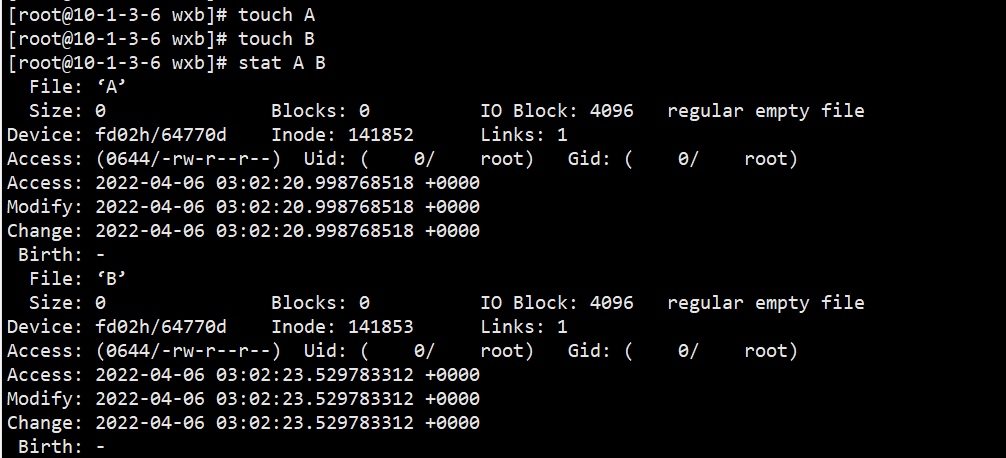 [root@10-1-3-6 wxb]# touch A
[root@10-1-3-6 wxb]# touch B
[root@10-1-3-6 wxb]# stat A B
  File: ‘A’
  Size: 0               Blocks: 0          IO Block: 4096   regular empty file
Device: fd02h/64770d    Inode: 141852      Links: 1
Access: (0644/-rw-r--r--)  Uid: (    0/    root)   Gid: (    0/    root)
Access: 2022-04-06 03:02:20.998768518 +0000
Modify: 2022-04-06 03:02:20.998768518 +0000
Change: 2022-04-06 03:02:20.998768518 +0000
 Birth: -
  File: ‘B’
  Size: 0               Blocks: 0          IO Block: 4096   regular empty file
Device: fd02h/64770d    Inode: 141853      Links: 1
Access: (0644/-rw-r--r--)  Uid: (    0/    root)   Gid: (    0/    root)
Access: 2022-04-06 03:02:23.529783312 +0000
Modify: 2022-04-06 03:02:23.529783312 +0000
Change: 2022-04-06 03:02:23.529783312 +0000
 Birth: -